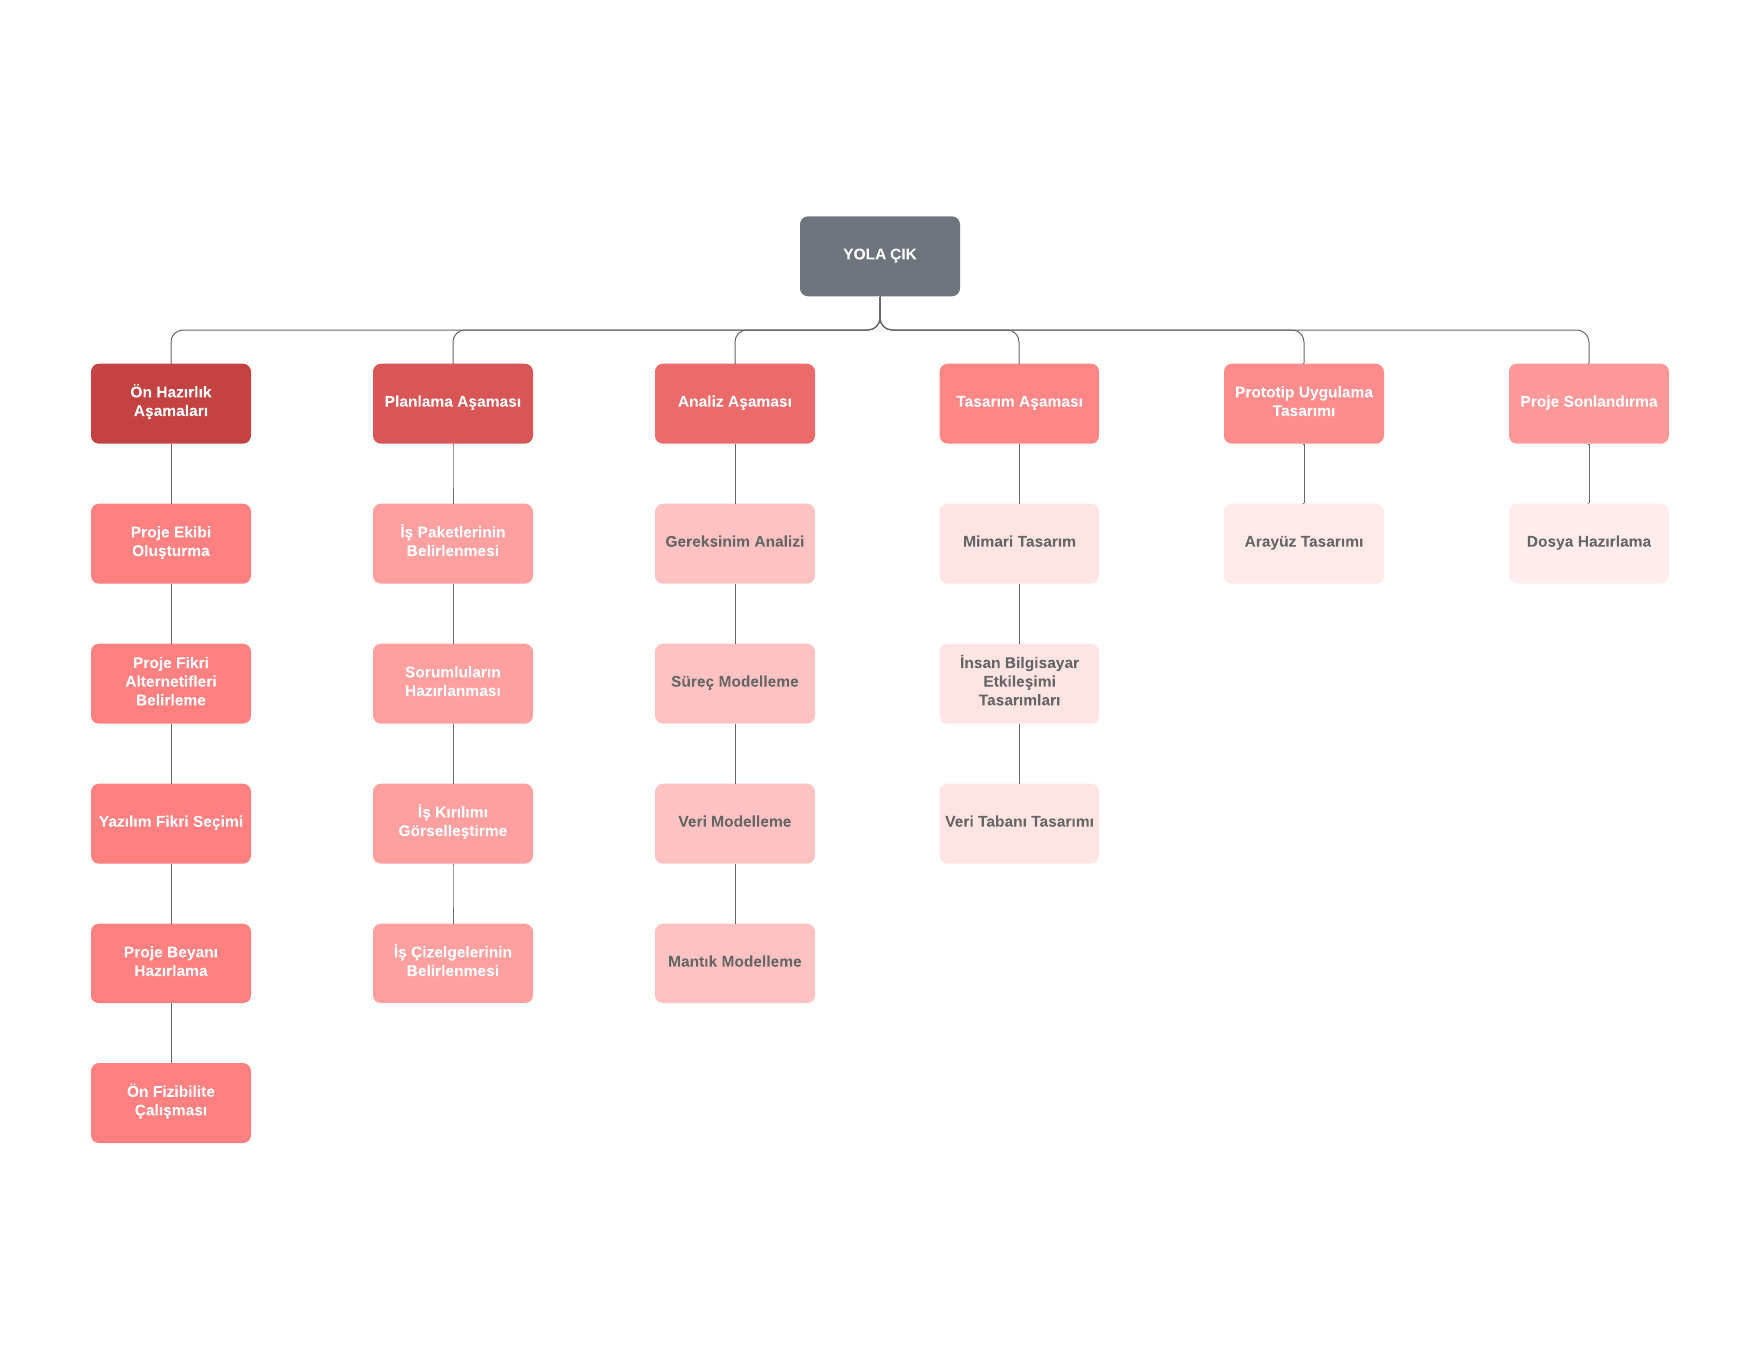 YOLA ÇIK
Ön Hazırlık
Aşamaları
Planlama Aşaması
Analiz Aşaması
Tasarım Aşaması
Prototip Uygulama
Tasarımı
Proje Sonlandırma
Proje Ekibi
Oluşturma
İş Paketlerinin
Belirlenmesi
Gereksinim Analizi
Mimari Tasarım
Arayüz Tasarımı
Dosya Hazırlama
Proje Fikri
Alternetifleri
Belirleme
Sorumluların
Hazırlanması
Süreç Modelleme
İnsan Bilgisayar
Etkileşimi
Tasarımları
Yazılım Fikri Seçimi
İş Kırılımı
Görselleştirme
Veri Modelleme
Veri Tabanı Tasarımı
Proje Beyanı
Hazırlama
İş Çizelgelerinin
Belirlenmesi
Mantık Modelleme
Ön Fizibilite
Çalışması